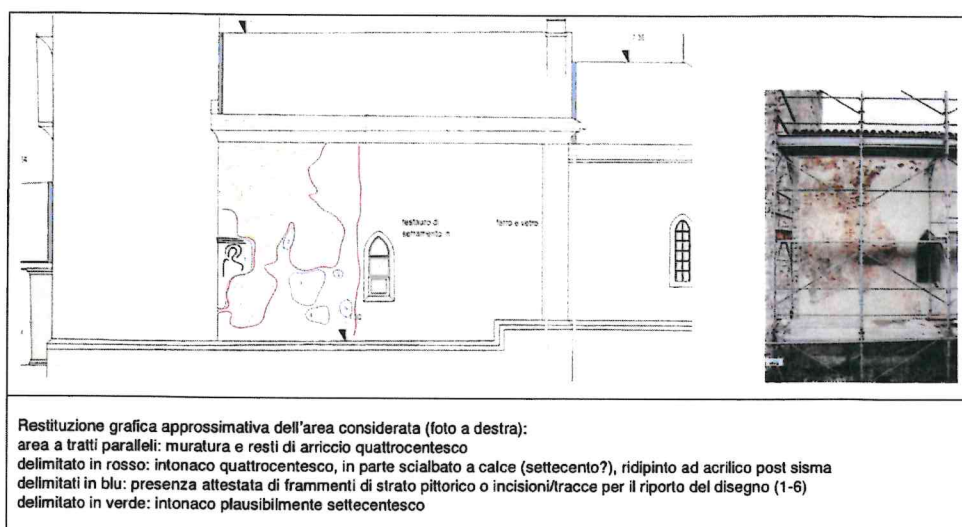 restauro di
serramento in
ferro e vetro
Restituzione grafica approssimativa dell'area considerata (foto a destra):
area a tratti paralleli: muratura e resti di arriccio quattrocentesco
delimitato in rosso: intonaco quattrocentesco, in parte scialbato a calce (settecento?), ridipinto ad acrilico post sisma
delimitati in blu: presenza attestata di frammenti di strato pittorico o incisioni/tracce per il riporto del disegno (1-6)
delimitato in verde: intonaco plausibilmente settecentesco